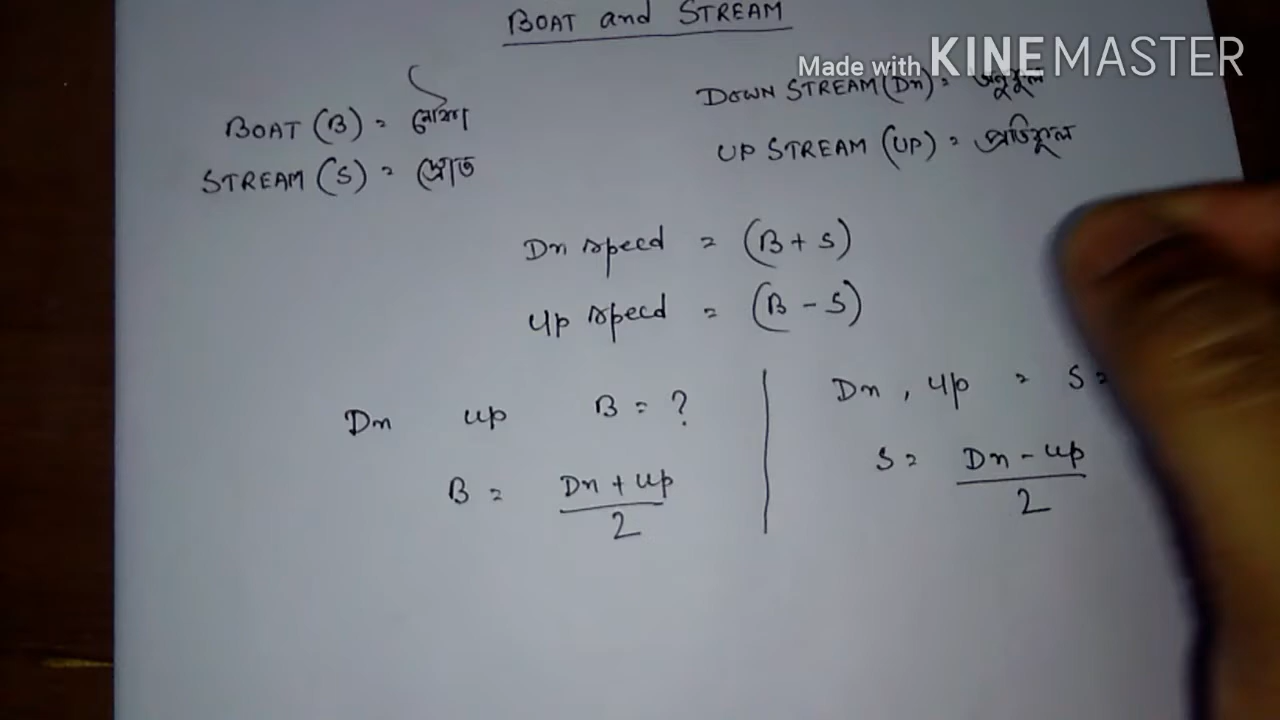 BOAT and STREAM
Made with KINEMASTER
BOAT (B) = নৌকা
STREAM (S) = স্রোত
DOWN STREAM (Dn) = অনুকূল
UP STREAM (UP) = প্রতিকূল
Dn speed = (B + S)
Up speed = (B - S)
Dn up B = ?
B = Dn + up / 2
Dn, up = S =
S = Dn - up / 2